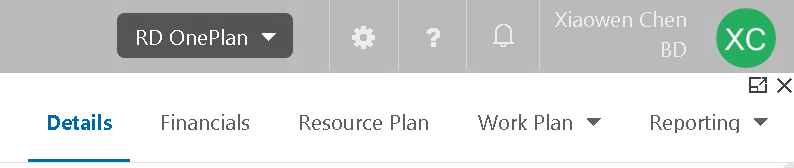 RD OnePlan
?
Xiaowen Chen
BD
XC
Details Financials Resource Plan Work Plan Reporting